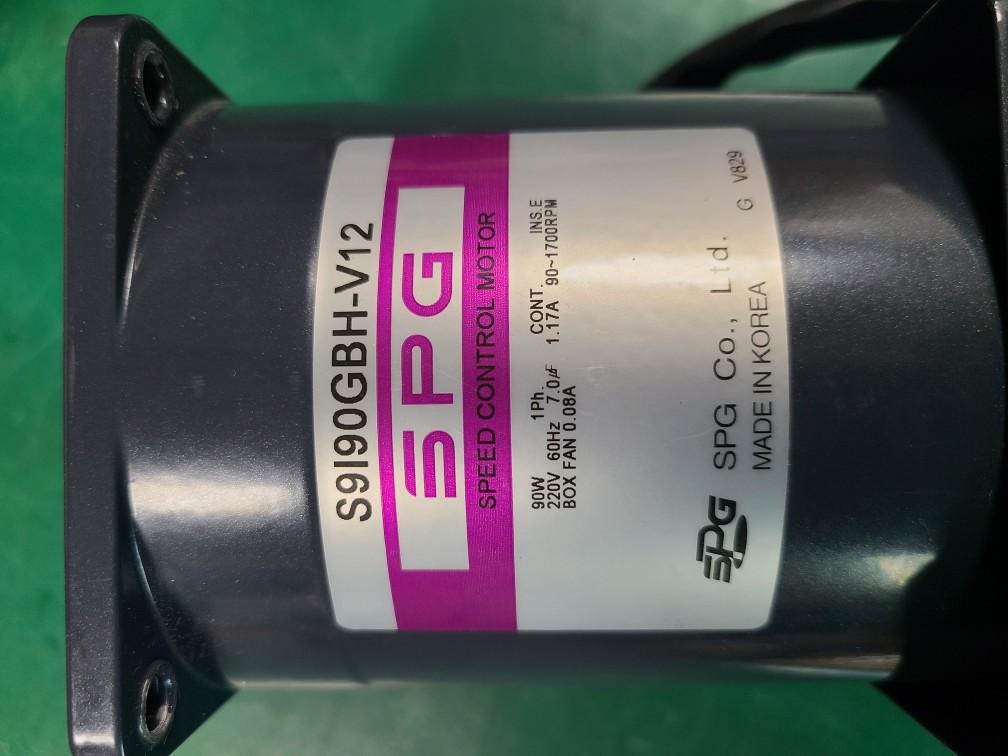 S9I90GBH-V12
SPG
SPEED CONTROL MOTOR
90W 1Ph. CONT. INS.E
220V 60Hz 7.0㎌ 1.17A 90~1700RPM
BOX FAN 0.08A
SPG SPG Co., Ltd.
MADE IN KOREA
G V829